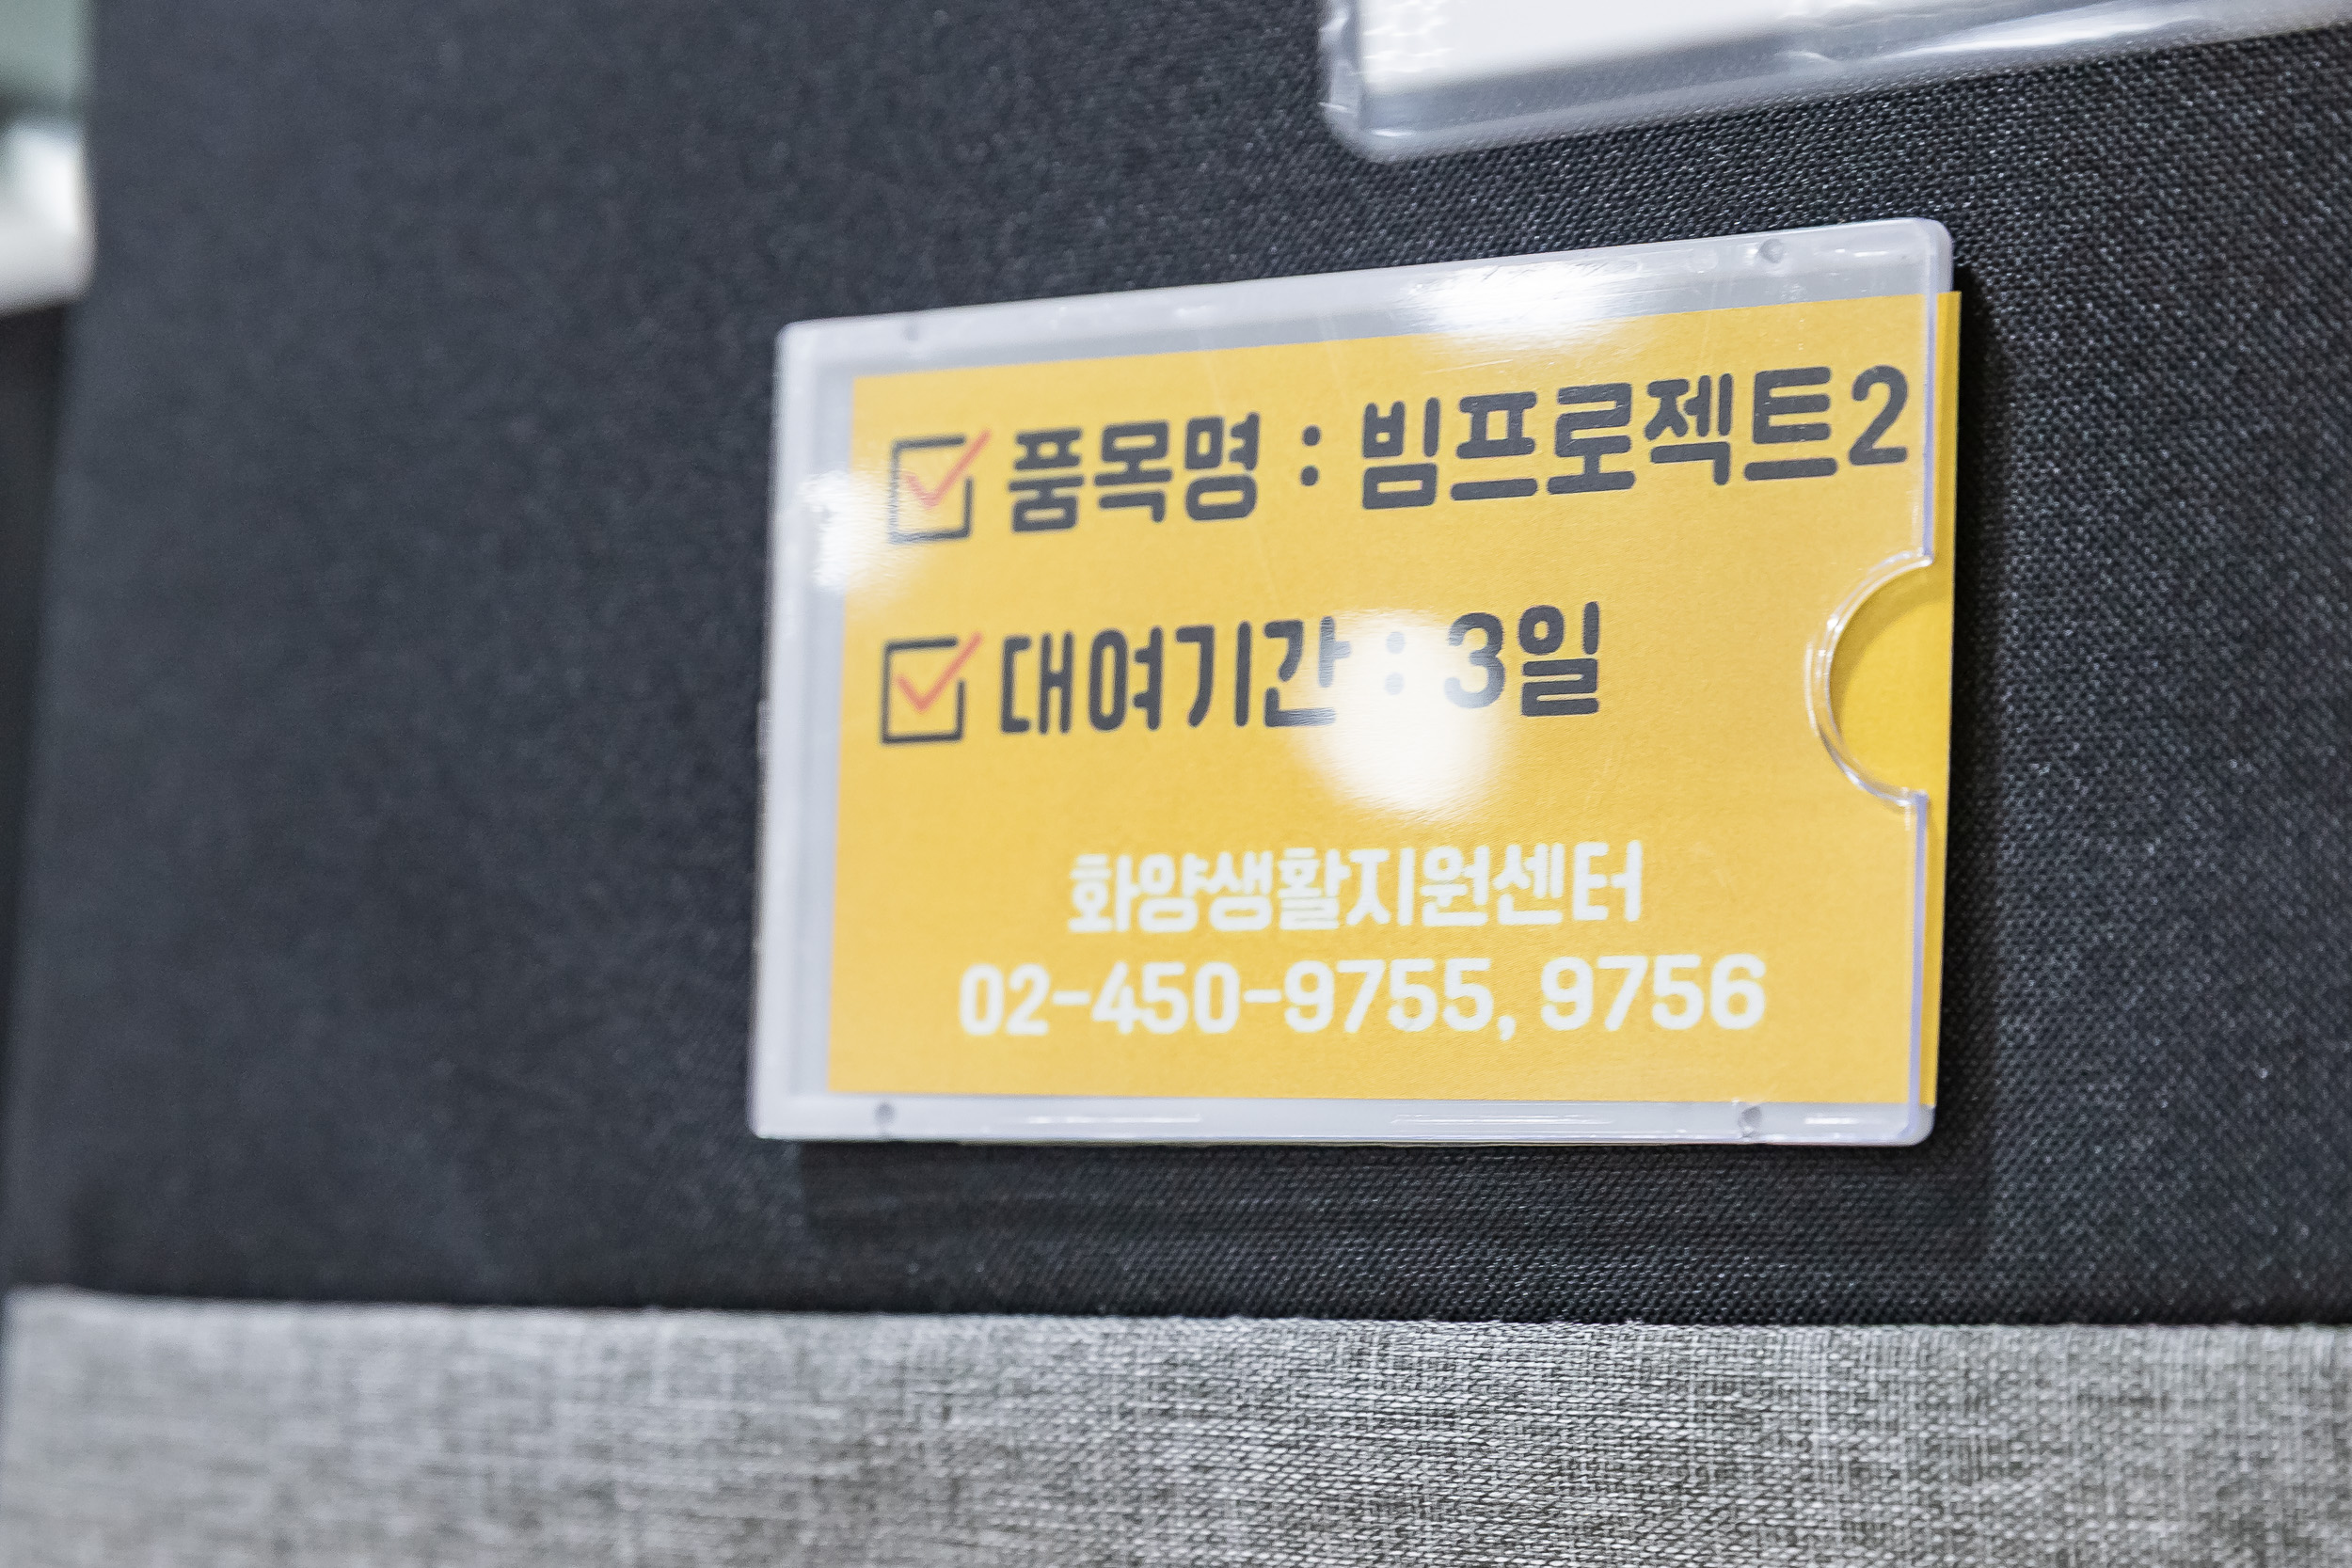 품목명 : 빔프로젝트2
대여기간 : 3일
화양생활지원센터
02-450-9755, 9756